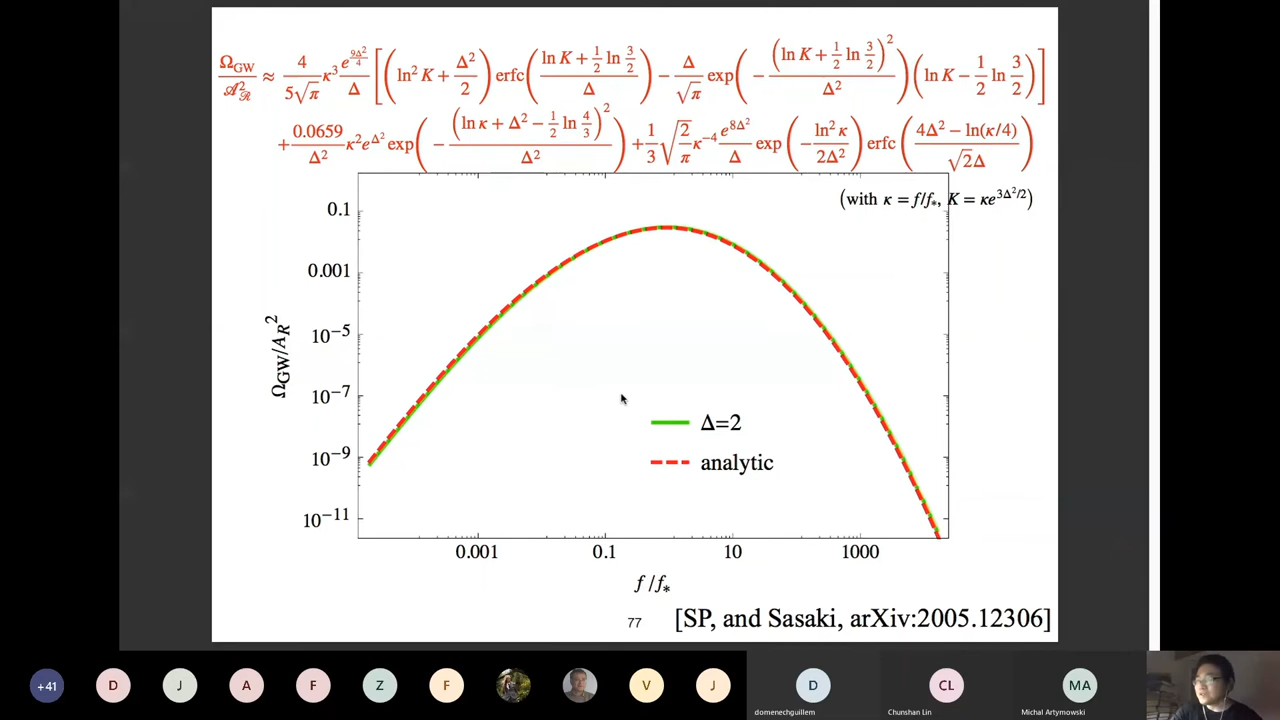 Ω_GW/𝒜_ℛ² ≈ 4/(5√π) κ³ e^(9Δ²/4)/Δ [(ln² K + Δ²/2) erfc((ln K + 1/2 ln 3/2)/Δ) − Δ/√π exp(−(ln K + 1/2 ln 3/2)²/Δ²)(ln K − 1/2 ln 3/2)]
+ 0.0659/Δ² κ² e^(Δ²) exp(−(ln κ + Δ² − 1/2 ln 4/3)²/Δ²) + 1/3 √(2/π) κ⁻⁴ e^(8Δ²)/Δ exp(−ln² κ/(2Δ²)) erfc((4Δ² − ln(κ/4))/(√2Δ))
(with κ = f/f*, K = κe^(3Δ²/2))
0.1
0.001
10⁻⁵
10⁻⁷
10⁻⁹
10⁻¹¹
Ω_GW/A_R²
Δ=2
analytic
0.001 0.1 10 1000
f /f*
77 [SP, and Sasaki, arXiv:2005.12306]
+41 D J A F Z F V J D CL MA
domenechguillem Chunshan Lin Michal Artymowski